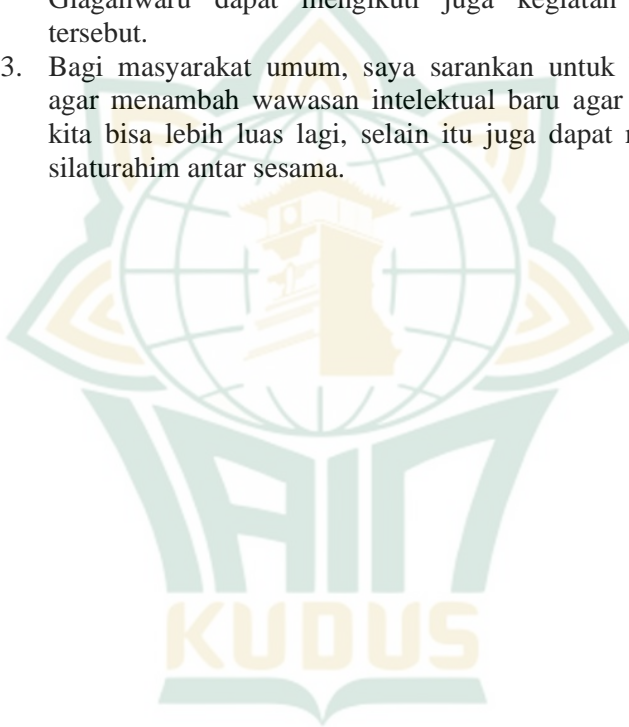 Glagahwaru dapat mengikuti juga kegiatan
tersebut.
3. Bagi masyarakat umum, saya sarankan untuk
agar menambah wawasan intelektual baru agar
kita bisa lebih luas lagi, selain itu juga dapat
silaturahim antar sesama.
IAIN
KUDUS